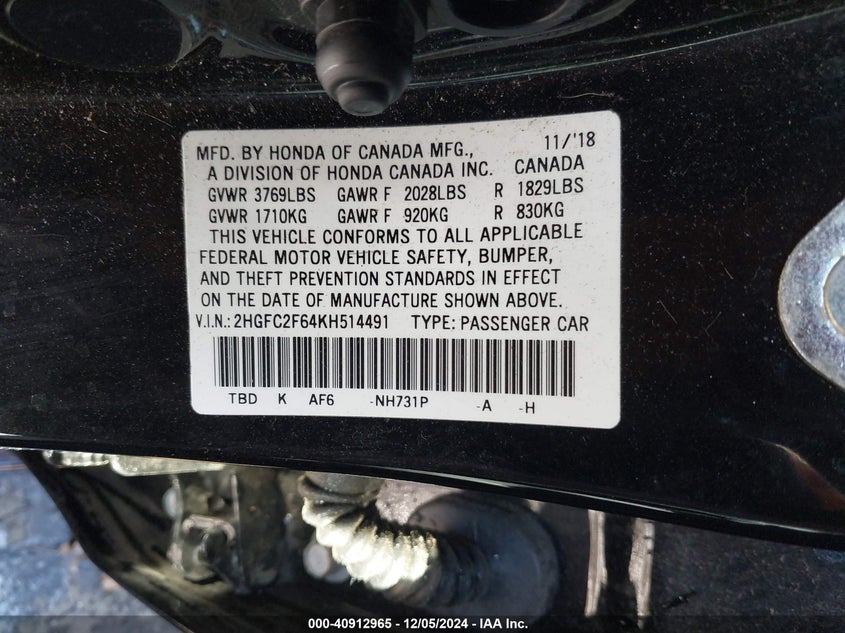 MFD. BY HONDA OF CANADA MFG., 11/'18
A DIVISION OF HONDA CANADA INC. CANADA
GVWR 3769LBS GAWR F 2028LBS R 1829LBS
GVWR 1710KG GAWR F 920KG R 830KG
THIS VEHICLE CONFORMS TO ALL APPLICABLE
FEDERAL MOTOR VEHICLE SAFETY, BUMPER,
AND THEFT PREVENTION STANDARDS IN EFFECT
ON THE DATE OF MANUFACTURE SHOWN ABOVE.
V.I.N.: 2HGFC2F64KH514491 TYPE: PASSENGER CAR
TBD K AF6 -NH731P -A -H
000-40912965 - 12/05/2024 - IAA Inc.